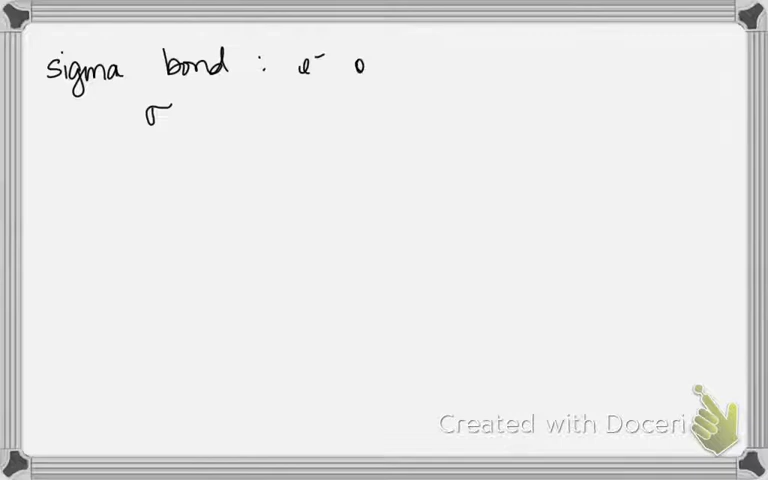 sigma bond : e⁻ o
σ
Created with Doceri